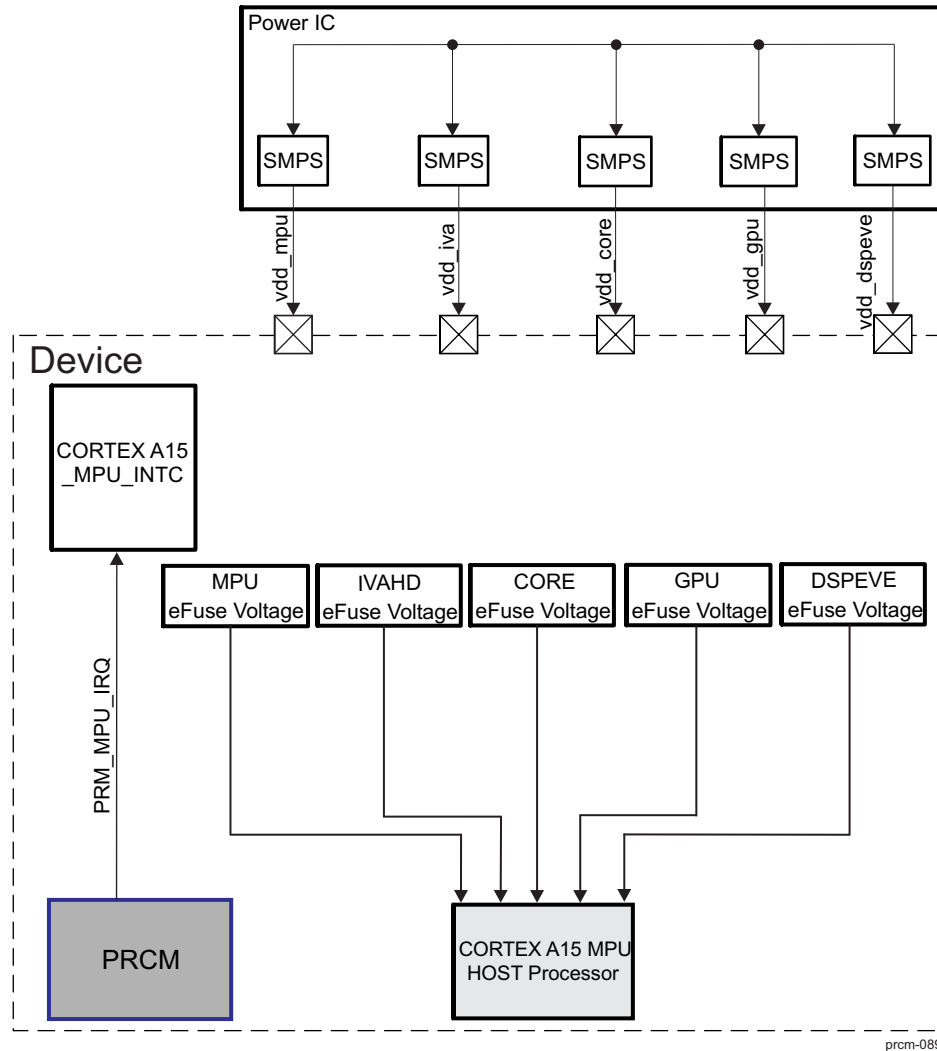 Power IC
SMPS
SMPS
SMPS
SMPS
SMPS
vdd_mpu
vdd_iva
vdd_core
vdd_gpu
vdd_dspeve
Device
CORTEX A15
_MPU_INTC
MPU
eFuse Voltage
IVAHD
eFuse Voltage
CORE
eFuse Voltage
GPU
eFuse Voltage
DSPEVE
eFuse Voltage
PRM_MPU_IRQ
PRCM
CORTEX A15 MPU
HOST Processor
prcm-089